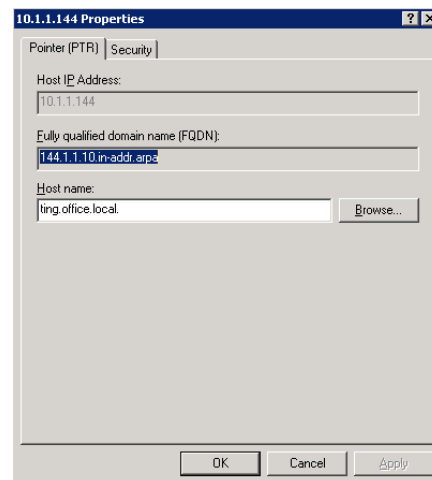 10.1.1.144 Properties
Pointer (PTR) Security
Host IP Address:
10.1.1.144
Fully qualified domain name (FQDN):
144.1.1.10.in-addr.arpa
Host name:
ting.office.local.
Browse...
OK Cancel Apply